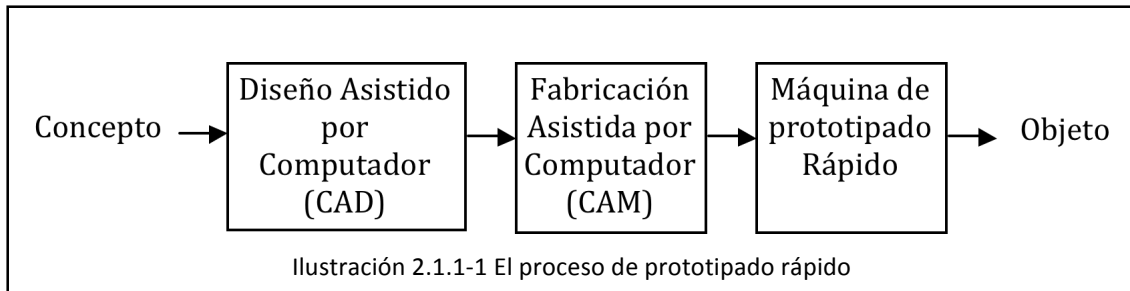 Concepto
Diseño Asistido
por
Computador
(CAD)
Fabricación
Asistida por
Computador
(CAM)
Máquina de
prototipado
Rápido
Objeto
Ilustración 2.1.1-1 El proceso de prototipado rápido